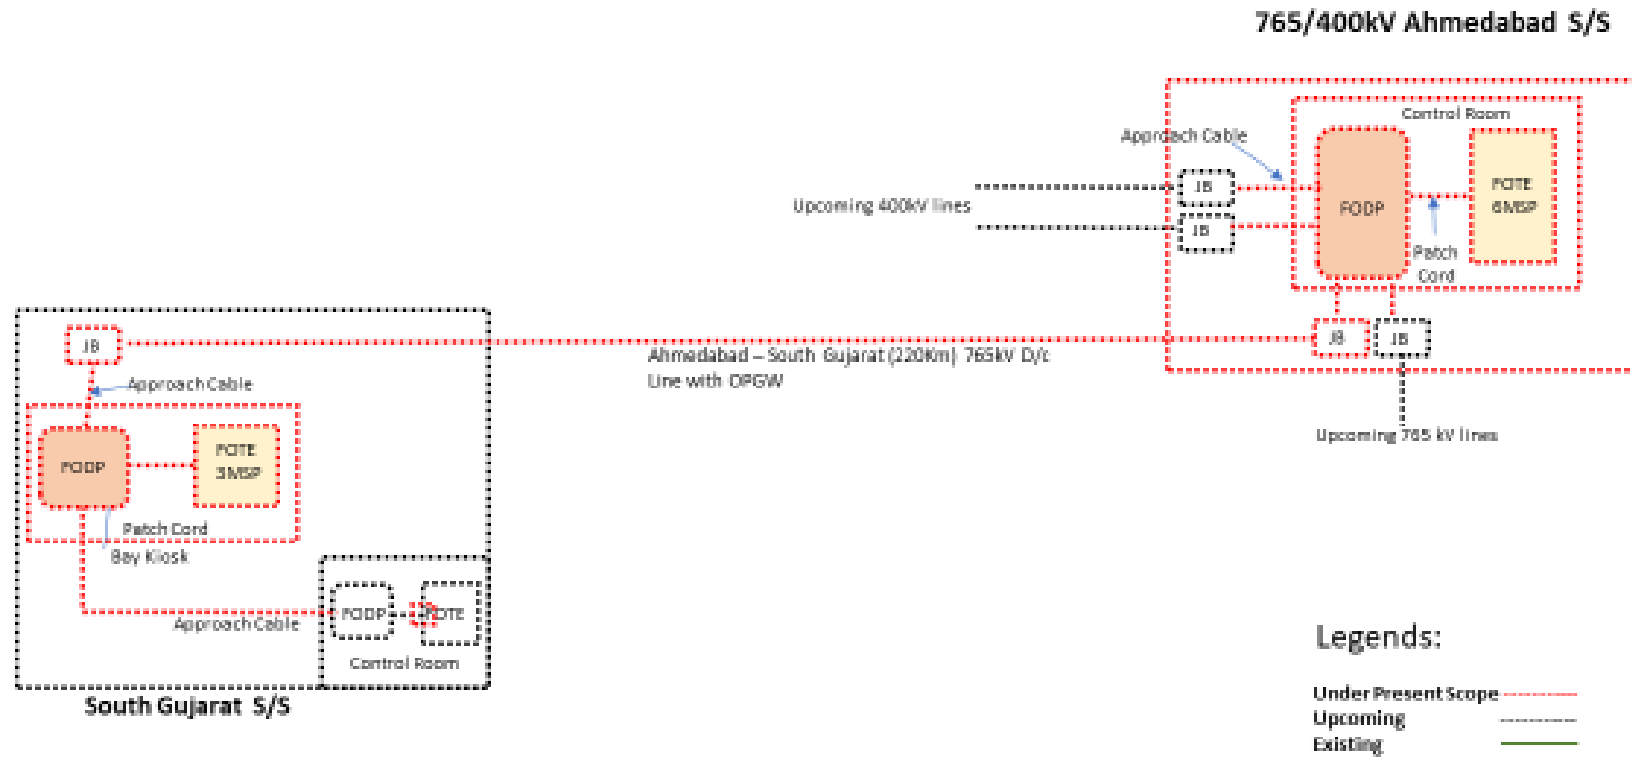 765/400kV Ahmedabad S/S
Control Room
Approach Cable
JB
FODP
FOTE
6MSP
Upcoming 400kV lines
JB
Patch
Cord
JB
JB
JB
Ahmedabad – South Gujarat (220Km) 765kV D/c
Line with OPGW
Approach Cable
Upcoming 765 kV lines
FODP
FOTE
3MSP
Patch Cord
Bay Kiosk
FODP
FOTE
Approach Cable
Control Room
South Gujarat S/S
Legends:
Under Present Scope
Upcoming
Existing